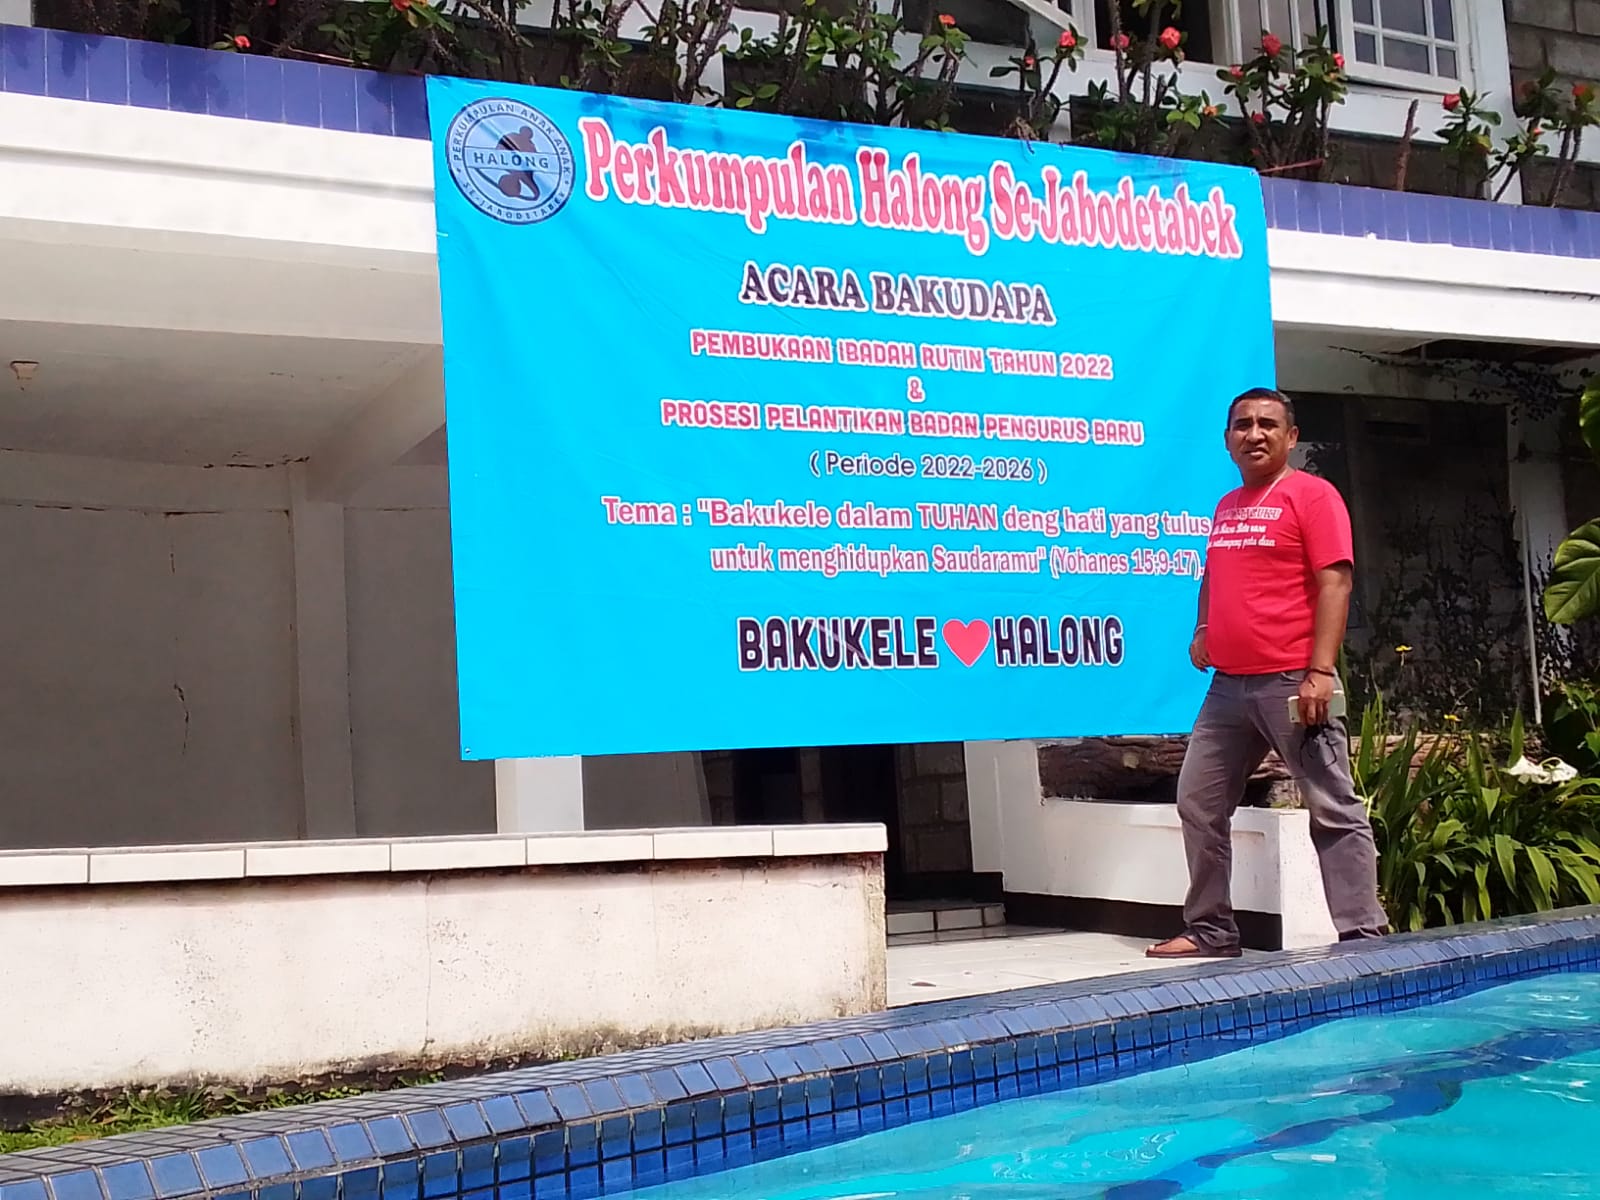 PERKUMPULAN ANAK ANAK
HALONG
SE-JABODETABEK
Perkumpulan Halong Se-Jabodetabek
ACARA BAKUDAPA
PEMBUKAAN IBADAH RUTIN TAHUN 2022
&
PROSESI PELANTIKAN BADAN PENGURUS BARU
( Periode 2022-2026 )
Tema : "Bakukele dalam TUHAN deng hati yang tulus
untuk menghidupkan Saudaramu" (Yohanes 15:9-17).
BAKUKELE ❤ HALONG